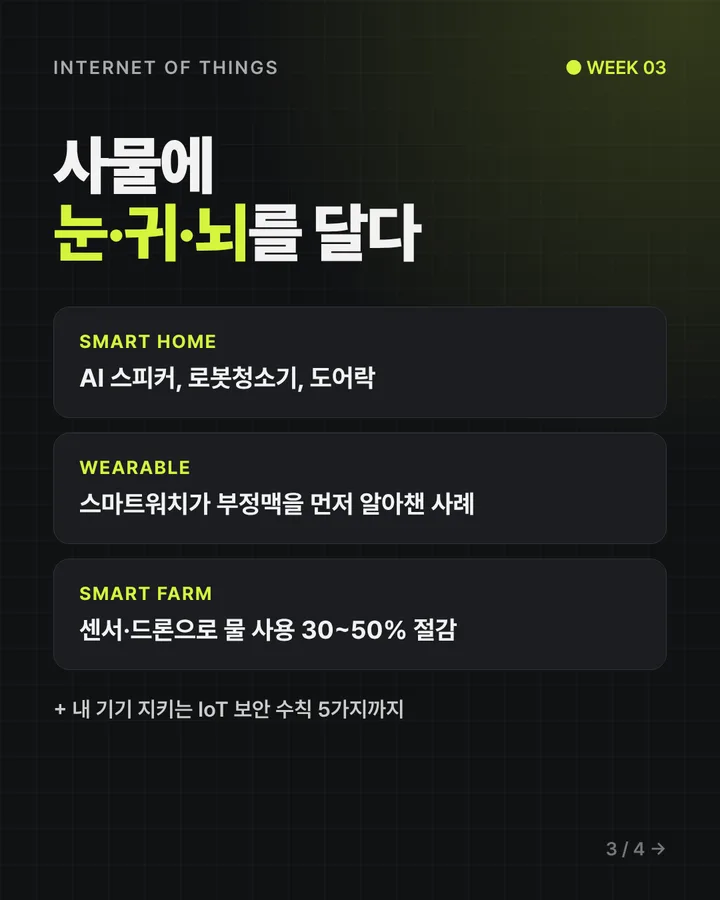 INTERNET OF THINGS
● WEEK 03
사물에
눈·귀·뇌를 달다
SMART HOME
AI 스피커, 로봇청소기, 도어락
WEARABLE
스마트워치가 부정맥을 먼저 알아챈 사례
SMART FARM
센서·드론으로 물 사용 30~50% 절감
+ 내 기기 지키는 IoT 보안 수칙 5가지까지
3 / 4 →